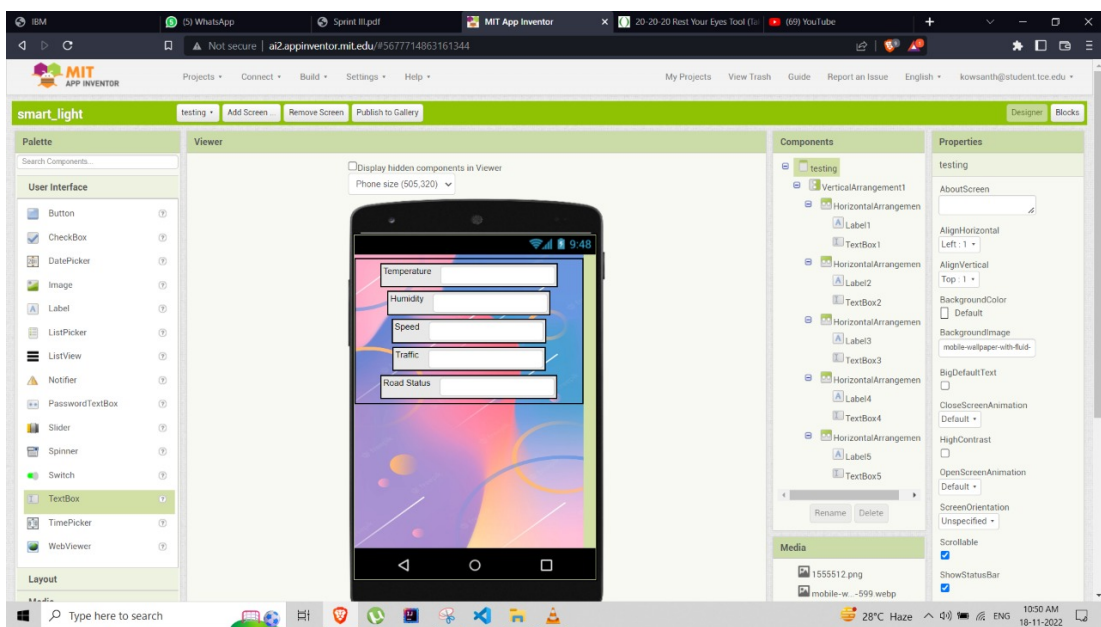 IBM
(5) WhatsApp
Sprint III.pdf
MIT App Inventor
20-20-20 Rest Your Eyes Tool (Tal
(69) YouTube
Not secure | ai2.appinventor.mit.edu/#5677714863161344
MIT
APP INVENTOR
Projects Connect Build Settings Help
My Projects View Trash Guide Report an Issue English kowsanth@student.tce.edu
smart_light
testing Add Screen ... Remove Screen Publish to Gallery
Designer Blocks
Palette
Search Components...
User Interface
Button
CheckBox
DatePicker
Image
Label
ListPicker
ListView
Notifier
PasswordTextBox
Slider
Spinner
Switch
TextBox
TimePicker
WebViewer
Layout
Media
Viewer
Display hidden components in Viewer
Phone size (505,320)
9:48
Temperature
Humidity
Speed
Traffic
Road Status
Components
testing
VerticalArrangement1
HorizontalArrangemen
Label1
TextBox1
HorizontalArrangemen
Label2
TextBox2
HorizontalArrangemen
Label3
TextBox3
HorizontalArrangemen
Label4
TextBox4
HorizontalArrangemen
Label5
TextBox5
Rename Delete
Media
1555512.png
mobile-w...-599.webp
Properties
testing
AboutScreen
AlignHorizontal
Left : 1
AlignVertical
Top : 1
BackgroundColor
Default
BackgroundImage
mobile-wallpaper-with-fluid-
BigDefaultText
CloseScreenAnimation
Default
HighContrast
OpenScreenAnimation
Default
ScreenOrientation
Unspecified
Scrollable
ShowStatusBar
Type here to search
28°C Haze
ENG
10:50 AM
18-11-2022